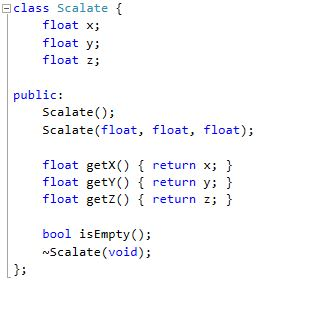 class Scalate {
    float x;
    float y;
    float z;

public:
    Scalate();
    Scalate(float, float, float);

    float getX() { return x; }
    float getY() { return y; }
    float getZ() { return z; }

    bool isEmpty();
    ~Scalate(void);
};